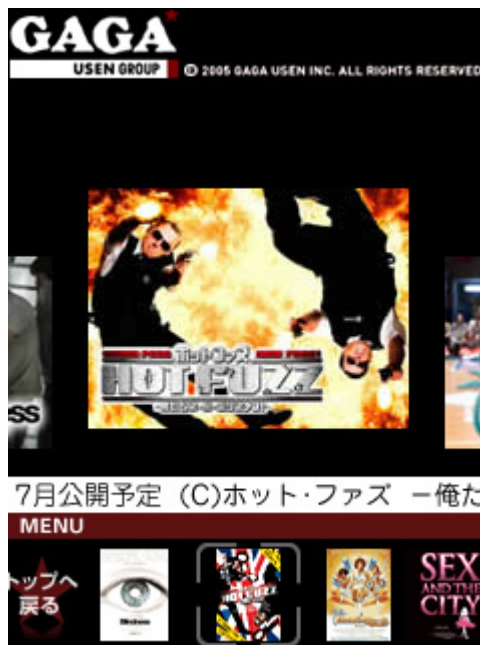 GAGA
USEN GROUP
© 2005 GAGA USEN INC. ALL RIGHTS RESERVED
ホットファズ
HOT FUZZ
SS
7月公開予定 (C)ホット・ファズ －俺た
MENU
トップへ
戻る
HOT FUZZ
SEX
AND THE
CITY